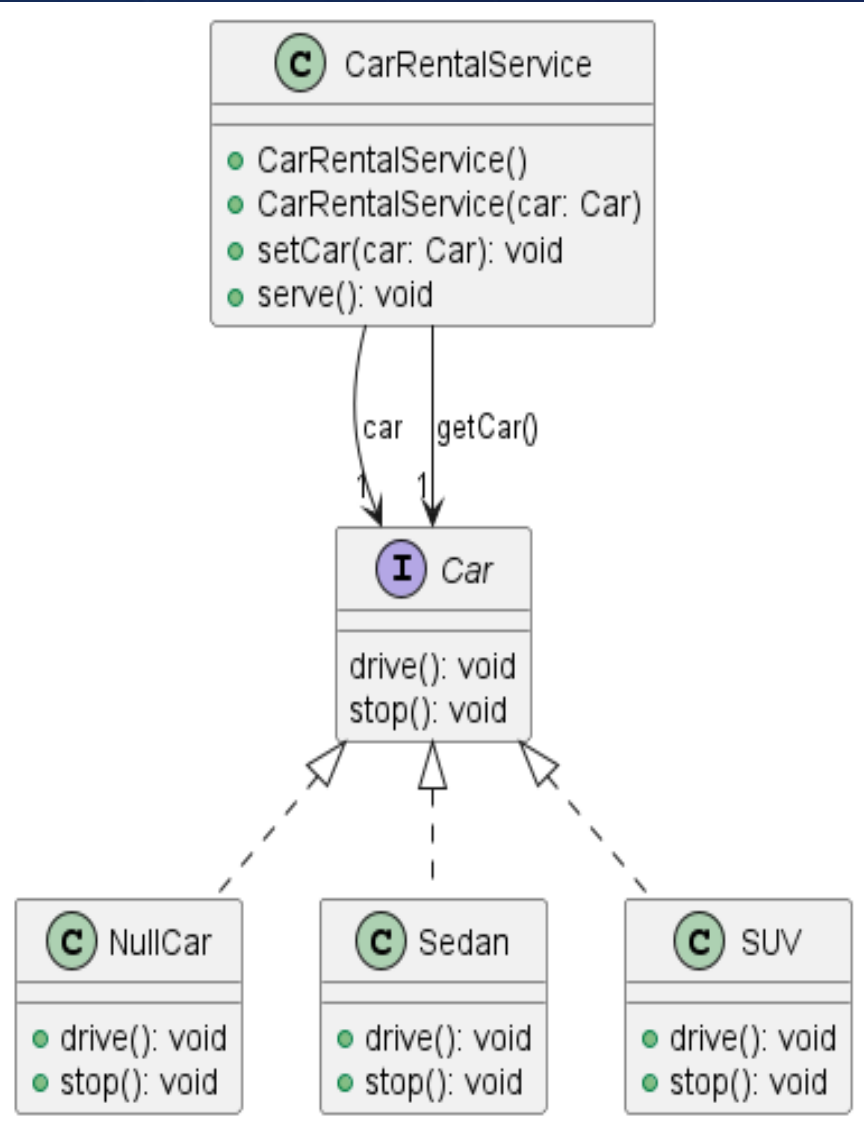 C CarRentalService
CarRentalService()
CarRentalService(car: Car)
setCar(car: Car): void
serve(): void
car
getCar()
1
1
I Car
drive(): void
stop(): void
C NullCar
drive(): void
stop(): void
C Sedan
drive(): void
stop(): void
C SUV
drive(): void
stop(): void